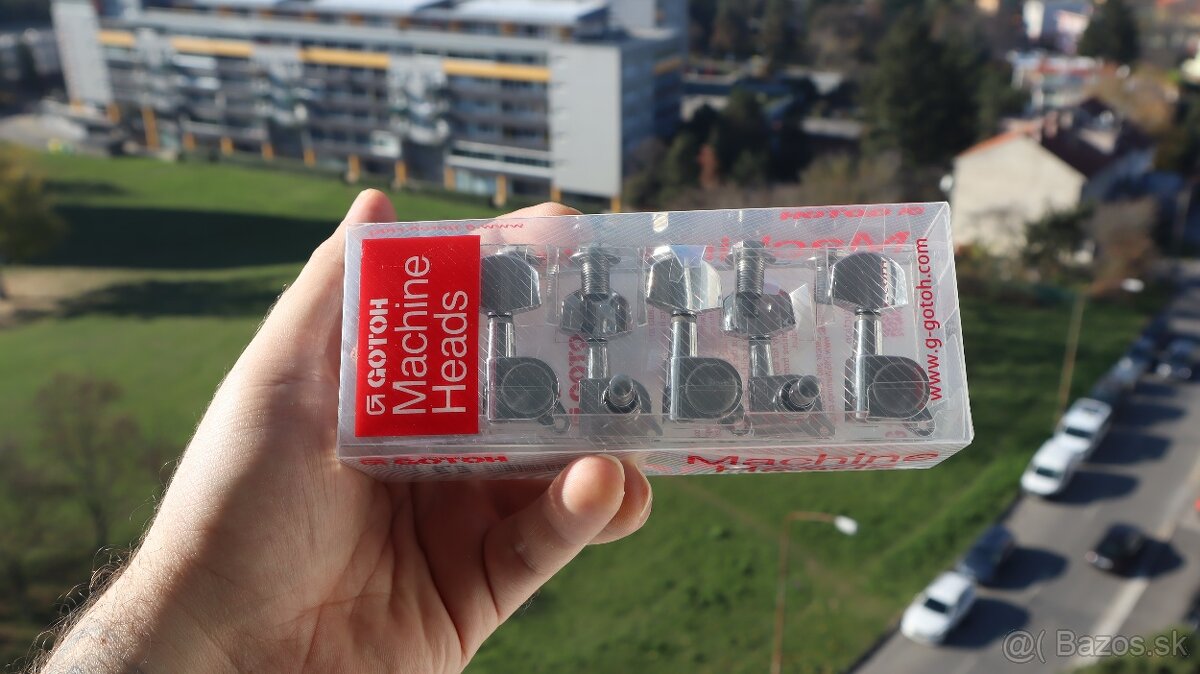 GOTOH
Machine
Heads
www.g-gotoh.com
GOTOH
Machine
@( Bazos.sk